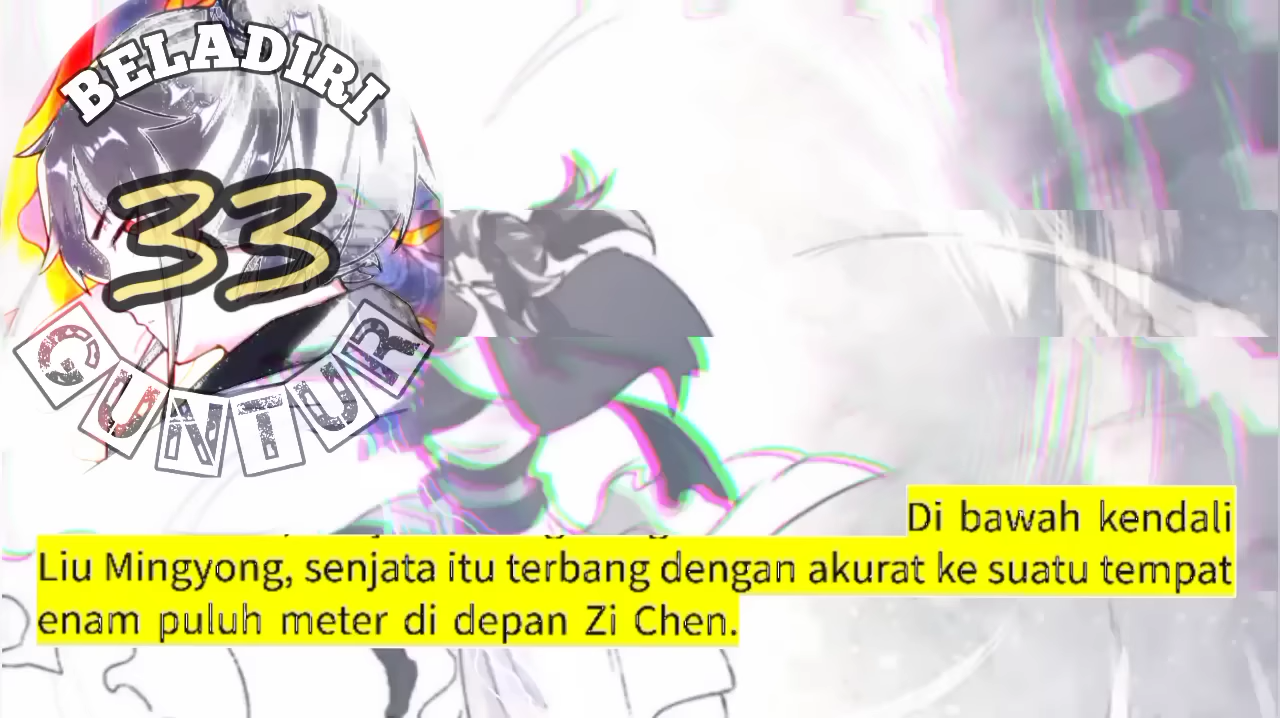 BELADIRI
33
GUNTUR
Di bawah kendali
Liu Mingyong, senjata itu terbang dengan akurat ke suatu tempat
enam puluh meter di depan Zi Chen.